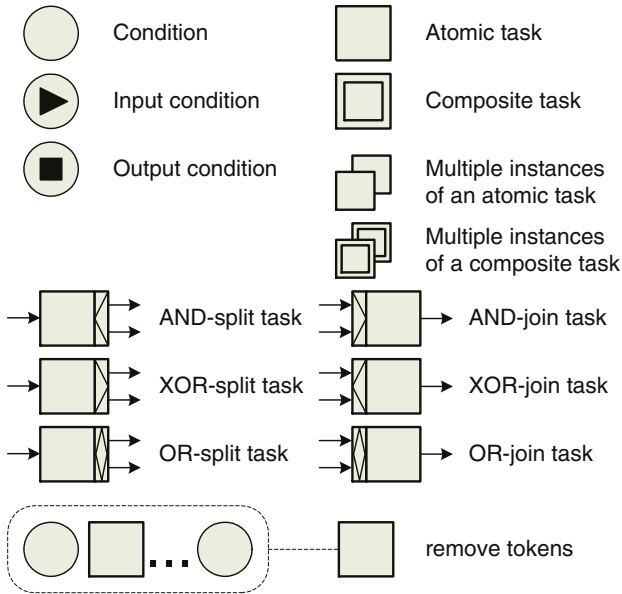 Condition
Atomic task
Input condition
Composite task
Output condition
Multiple instances
of an atomic task
Multiple instances
of a composite task
AND-split task
AND-join task
XOR-split task
XOR-join task
OR-split task
OR-join task
remove tokens